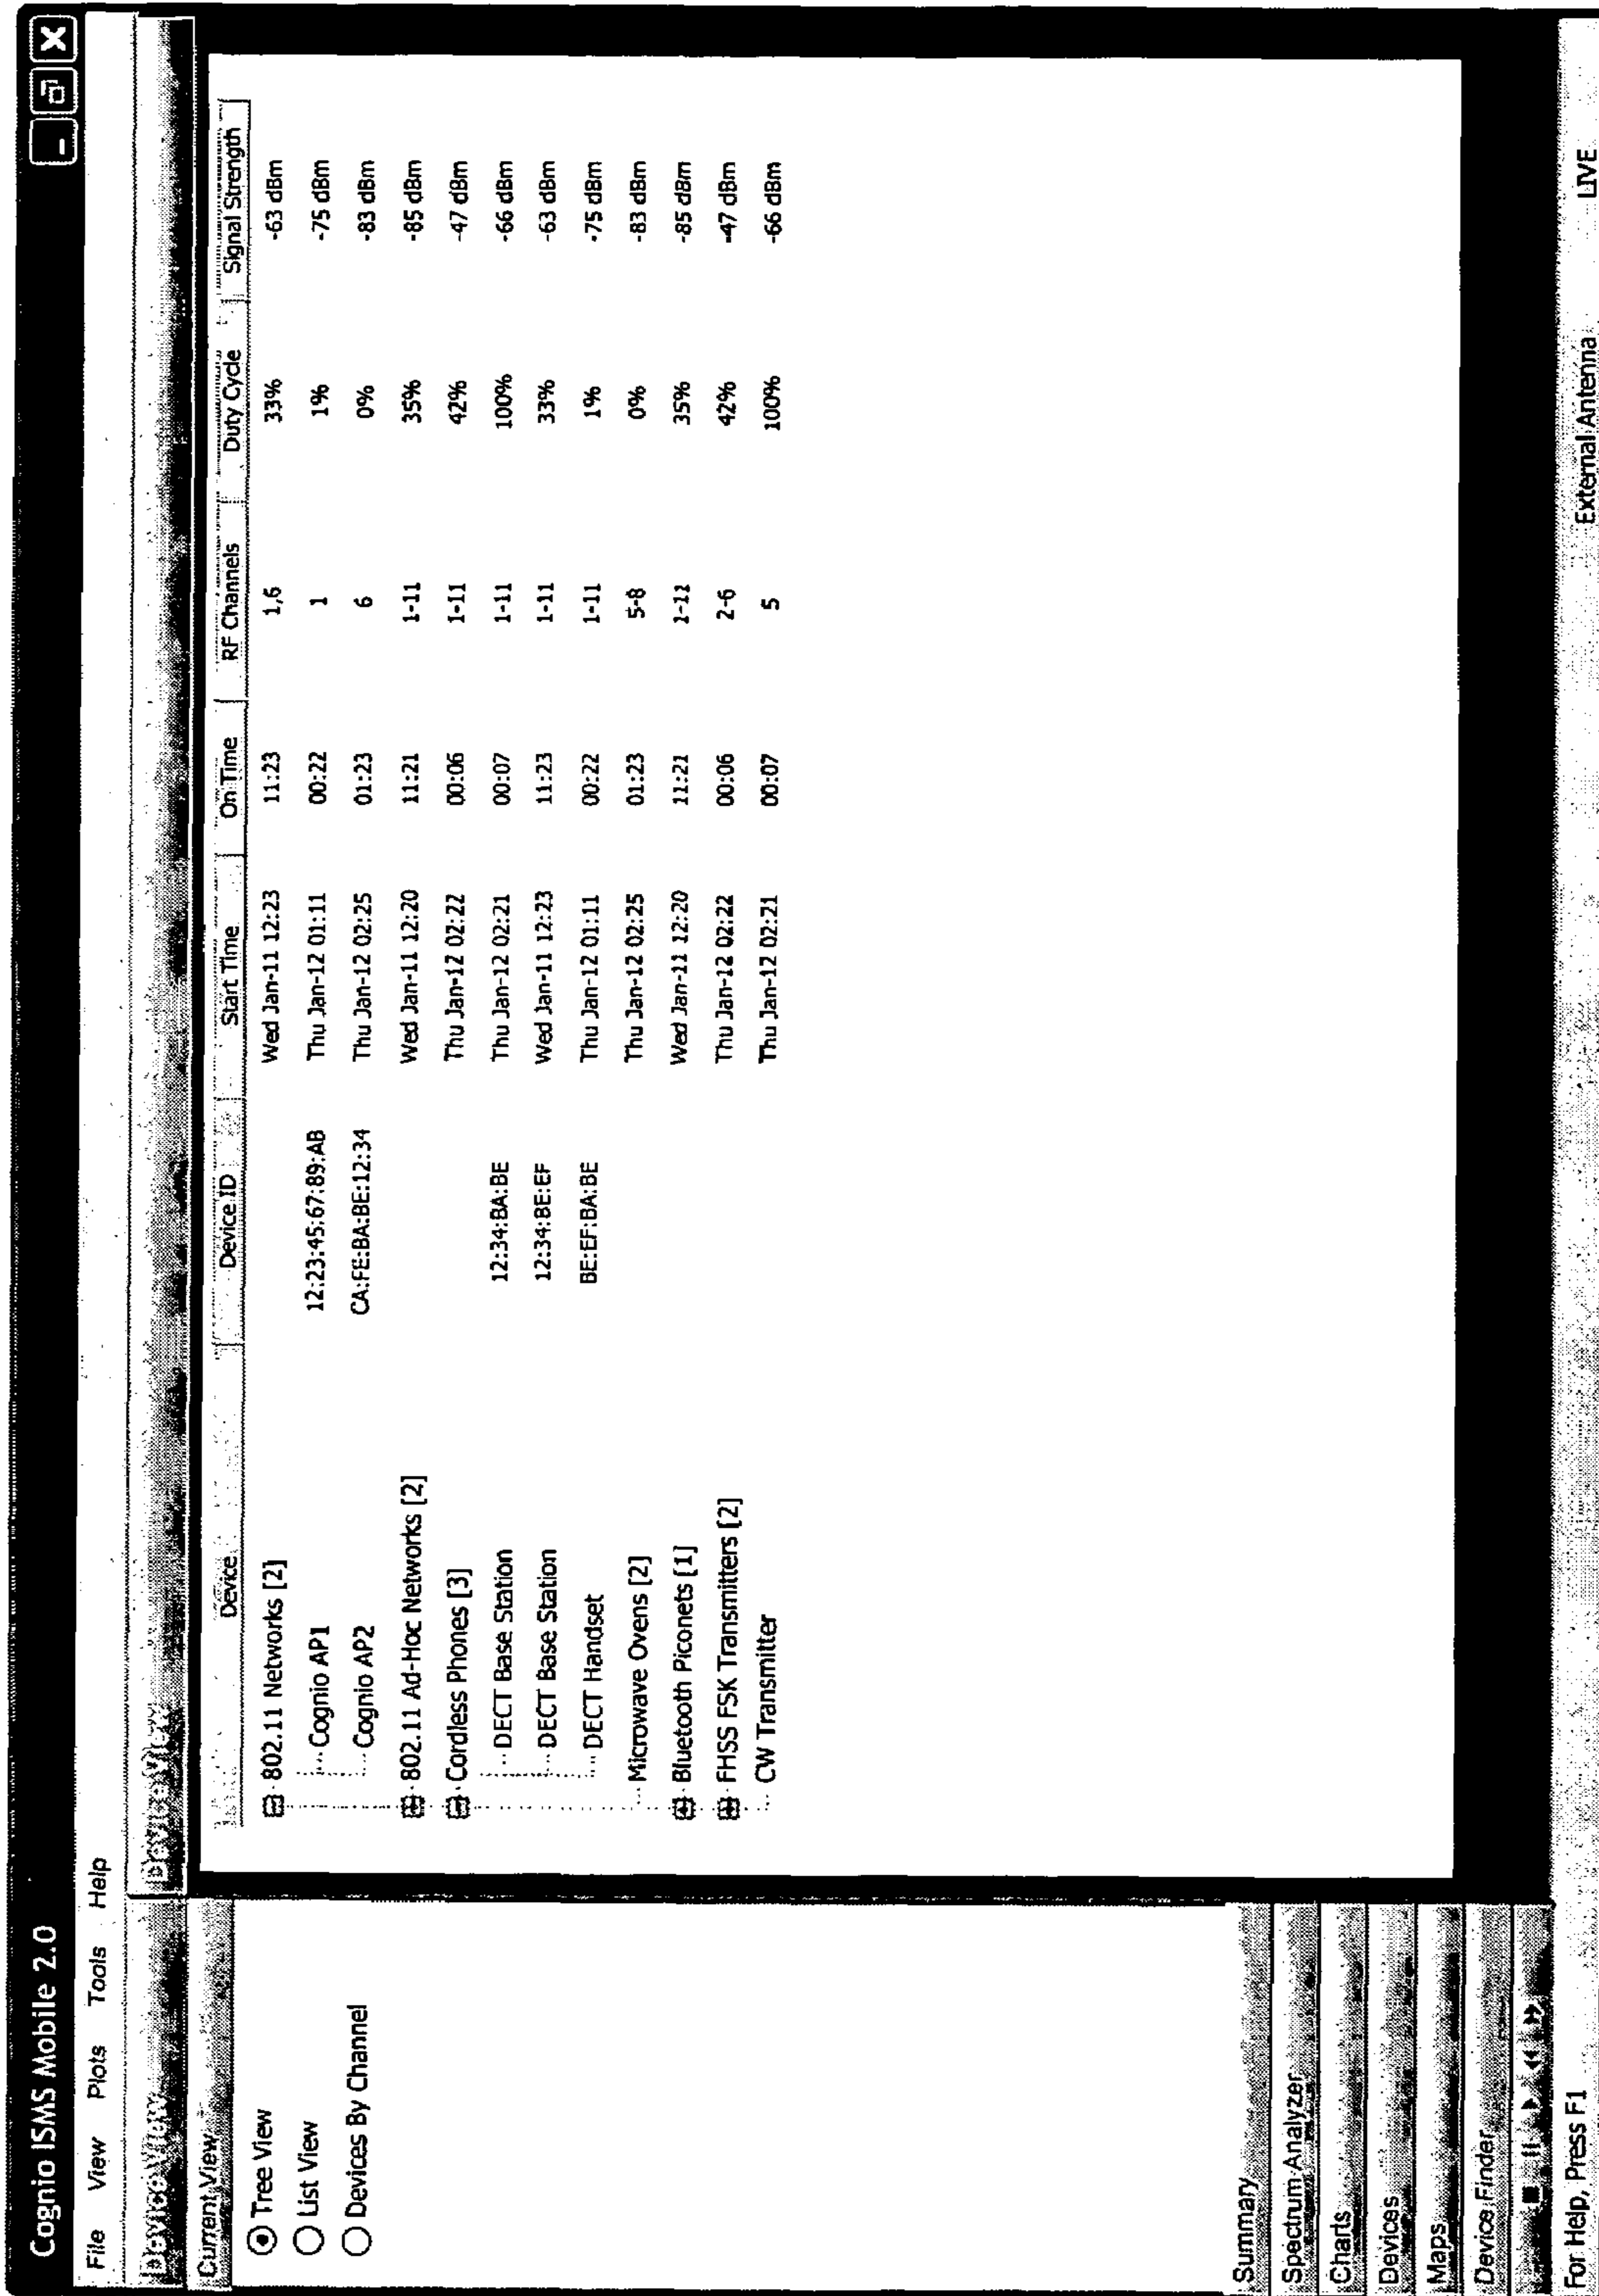 Cognio ISMS Mobile 2.0
File View Plots Tools Help
Device View Device View
Current View
Tree View
List View
Devices By Channel
Summary
Spectrum Analyzer
Charts
Devices
Maps
Device Finder
Device Device ID Start Time On Time RF Channels Duty Cycle Signal Strength
802.11 Networks [2] Wed Jan-11 12:23 11:23 1,6 33% -63 dBm
Cognio AP1 12:23:45:67:89:AB Thu Jan-12 01:11 00:22 1 1% -75 dBm
Cognio AP2 CA:FE:BA:BE:12:34 Thu Jan-12 02:25 01:23 6 0% -83 dBm
802.11 Ad-Hoc Networks [2] Wed Jan-11 12:20 11:21 1-11 35% -85 dBm
Cordless Phones [3] Thu Jan-12 02:22 00:06 1-11 42% -47 dBm
DECT Base Station 12:34:BA:BE Thu Jan-12 02:21 00:07 1-11 100% -66 dBm
DECT Base Station 12:34:BE:EF Wed Jan-11 12:23 11:23 1-11 33% -63 dBm
DECT Handset BE:EF:BA:BE Thu Jan-12 01:11 00:22 1-11 1% -75 dBm
Microwave Ovens [2] Thu Jan-12 02:25 01:23 5-8 0% -83 dBm
Bluetooth Piconets [1] Wed Jan-11 12:20 11:21 1-11 35% -85 dBm
FHSS FSK Transmitters [2] Thu Jan-12 02:22 00:06 2-6 42% -47 dBm
CW Transmitter Thu Jan-12 02:21 00:07 5 100% -66 dBm
For Help, Press F1 External Antenna LIVE